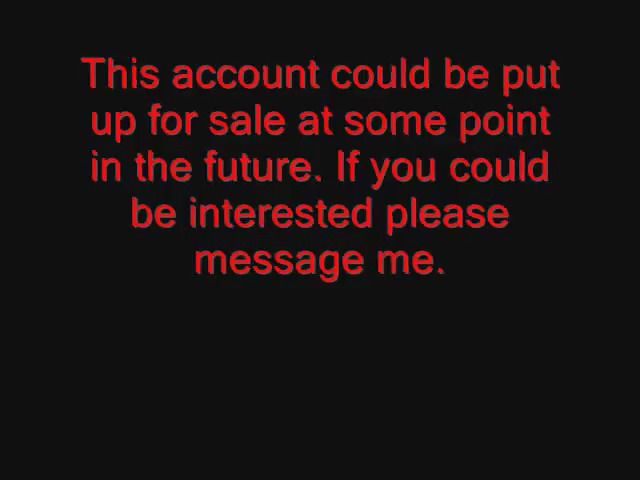 This account could be put
up for sale at some point
in the future. If you could
be interested please
message me.